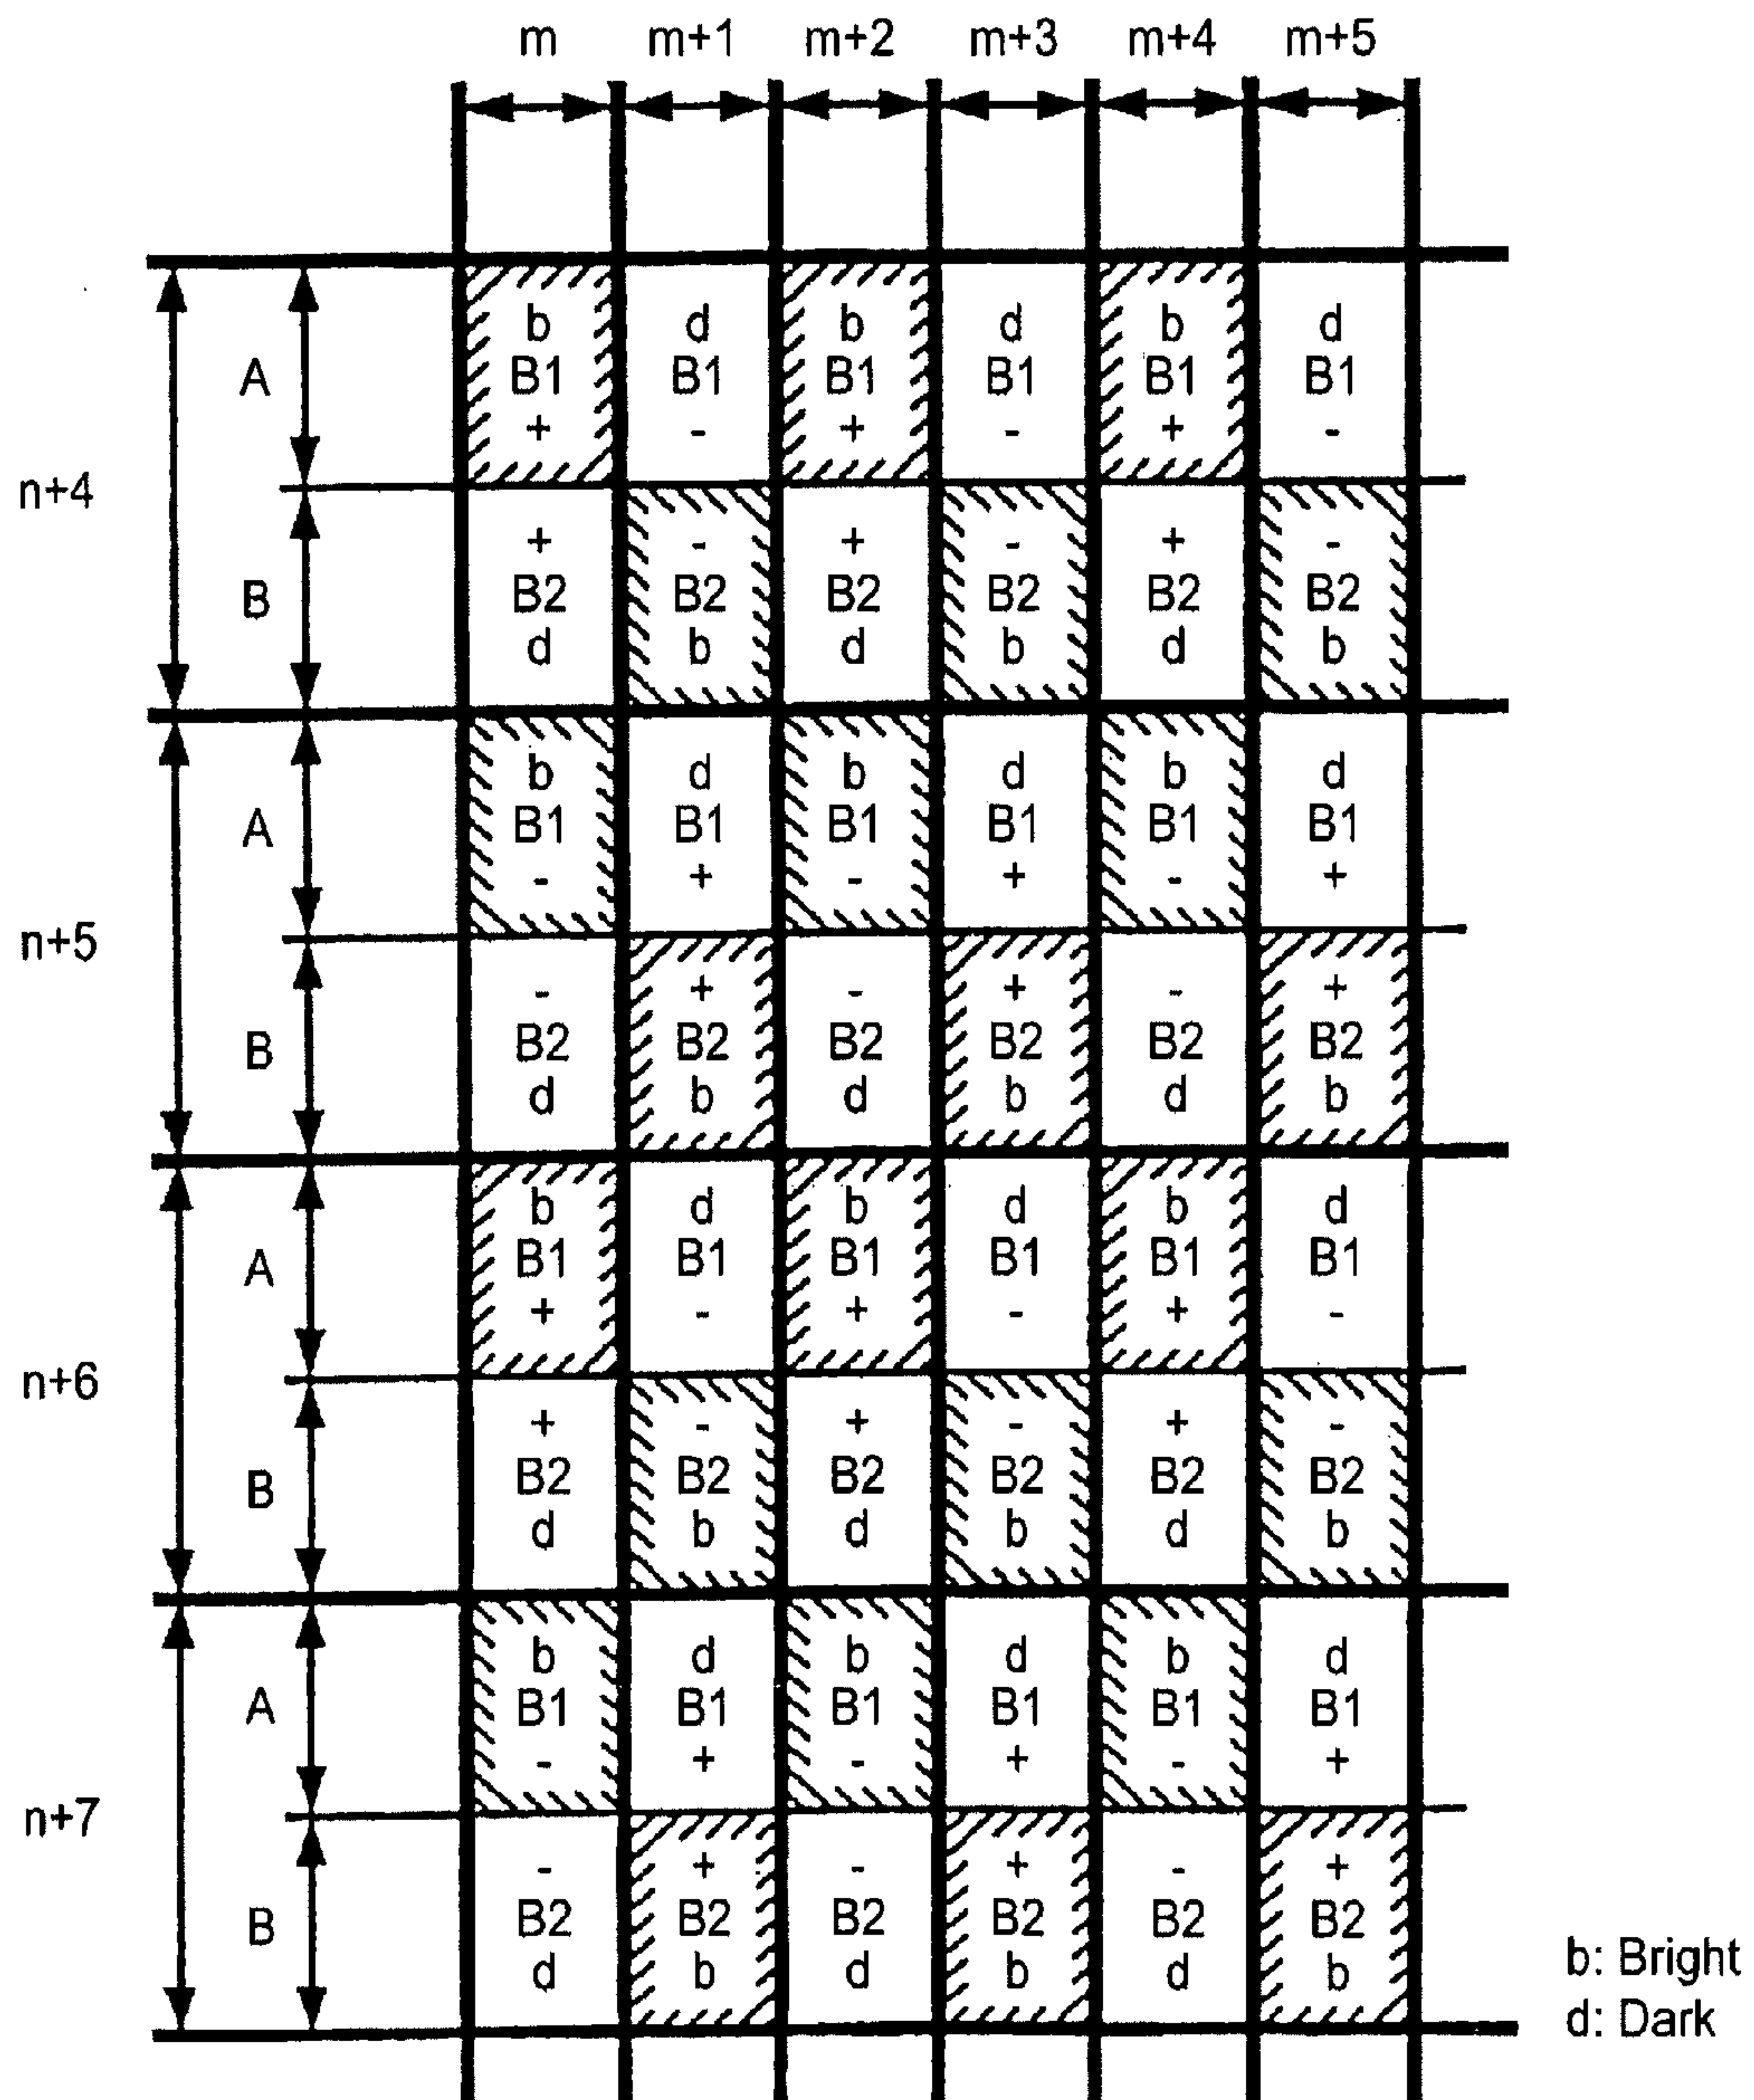 m m+1 m+2 m+3 m+4 m+5
b d b d b d
A B1 B1 B1 B1 B1 B1
+ - + - + -
n+4
+ - + - + -
B B2 B2 B2 B2 B2 B2
d b d b d b
b d b d b d
A B1 B1 B1 B1 B1 B1
- + - + - +
n+5
- + - + - +
B B2 B2 B2 B2 B2 B2
d b d b d b
b d b d b d
A B1 B1 B1 B1 B1 B1
+ - + - + -
n+6
+ - + - + -
B B2 B2 B2 B2 B2 B2
d b d b d b
b d b d b d
A B1 B1 B1 B1 B1 B1
- + - + - +
n+7
- + - + - +
B B2 B2 B2 B2 B2 B2
d b d b d b
b: Bright
d: Dark